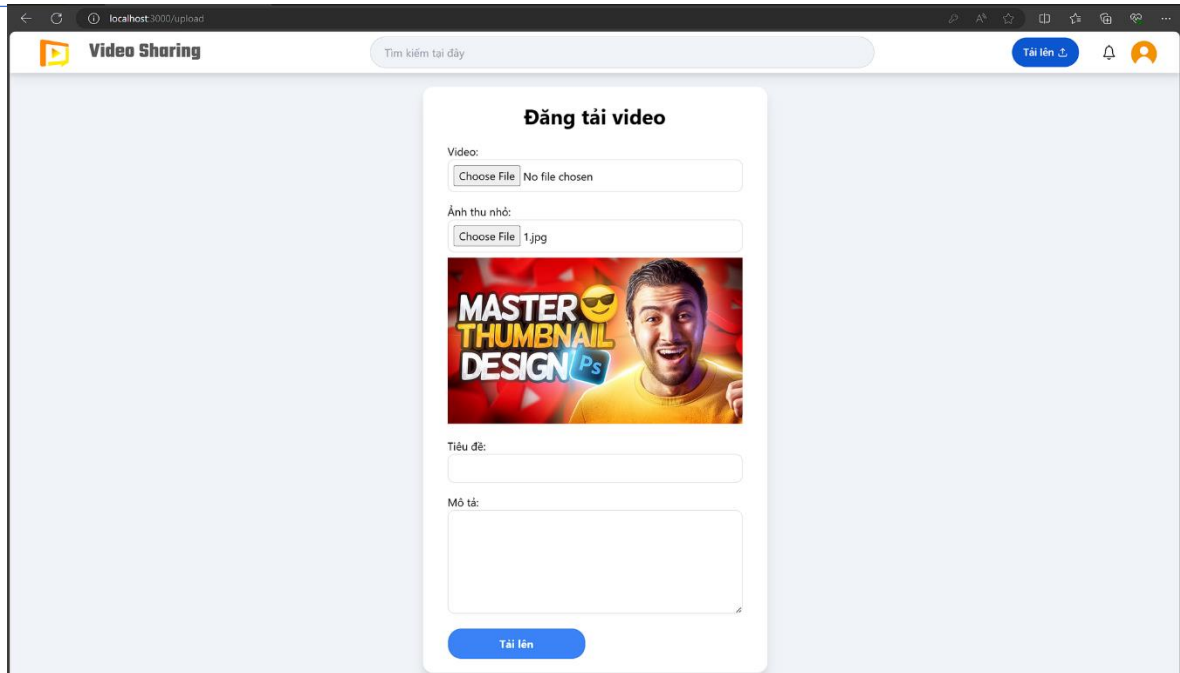 localhost:3000/upload
Video Sharing
Tìm kiếm tại đây
Tải lên
Đăng tải video
Video:
Choose File No file chosen
Ảnh thu nhỏ:
Choose File 1.jpg
MASTER
THUMBNAIL
DESIGN Ps
Tiêu đề:
Mô tả:
Tải lên